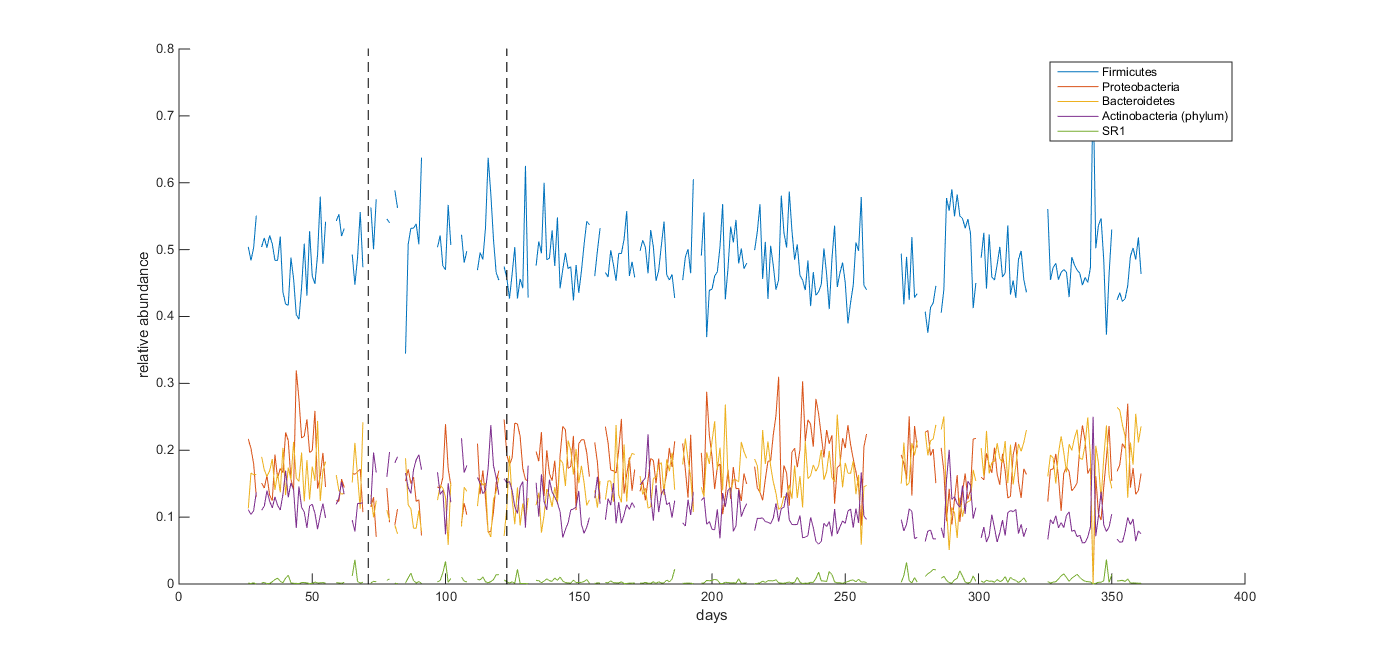 0.8
0.7
0.6
0.5
0.4
0.3
0.2
0.1
0
relative abundance
Firmicutes
Proteobacteria
Bacteroidetes
Actinobacteria (phylum)
SR1
0 50 100 150 200 250 300 350 400
days